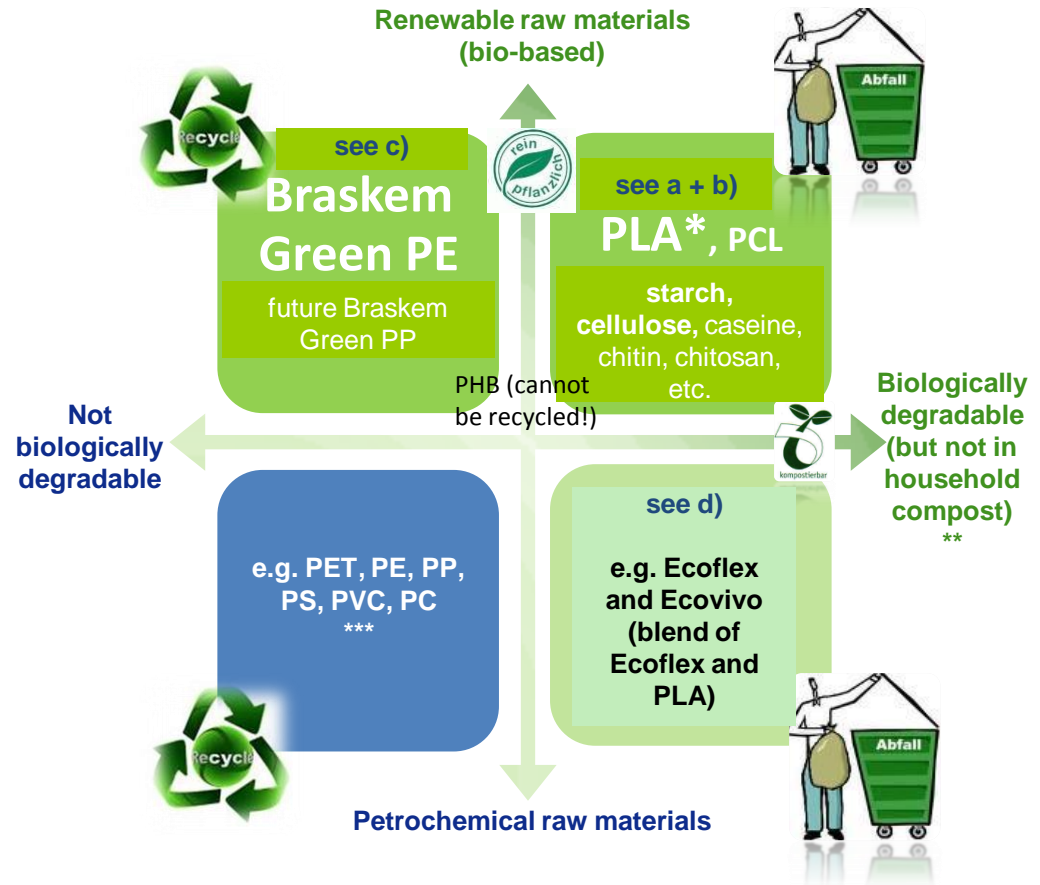 Renewable raw materials
(bio-based)
Recycle
Abfall
see c)
rein
pflanzlich
see a + b)
Braskem
Green PE
PLA*, PCL
future Braskem
Green PP
starch,
cellulose, caseine,
chitin, chitosan,
etc.
PHB (cannot
be recycled!)
Not
biologically
degradable
Biologically
degradable
(but not in
household
compost)
**
kompostierbar
e.g. PET, PE, PP,
PS, PVC, PC
***
see d)
e.g. Ecoflex
and Ecovivo
(blend of
Ecoflex and
PLA)
Recycle
Abfall
Petrochemical raw materials